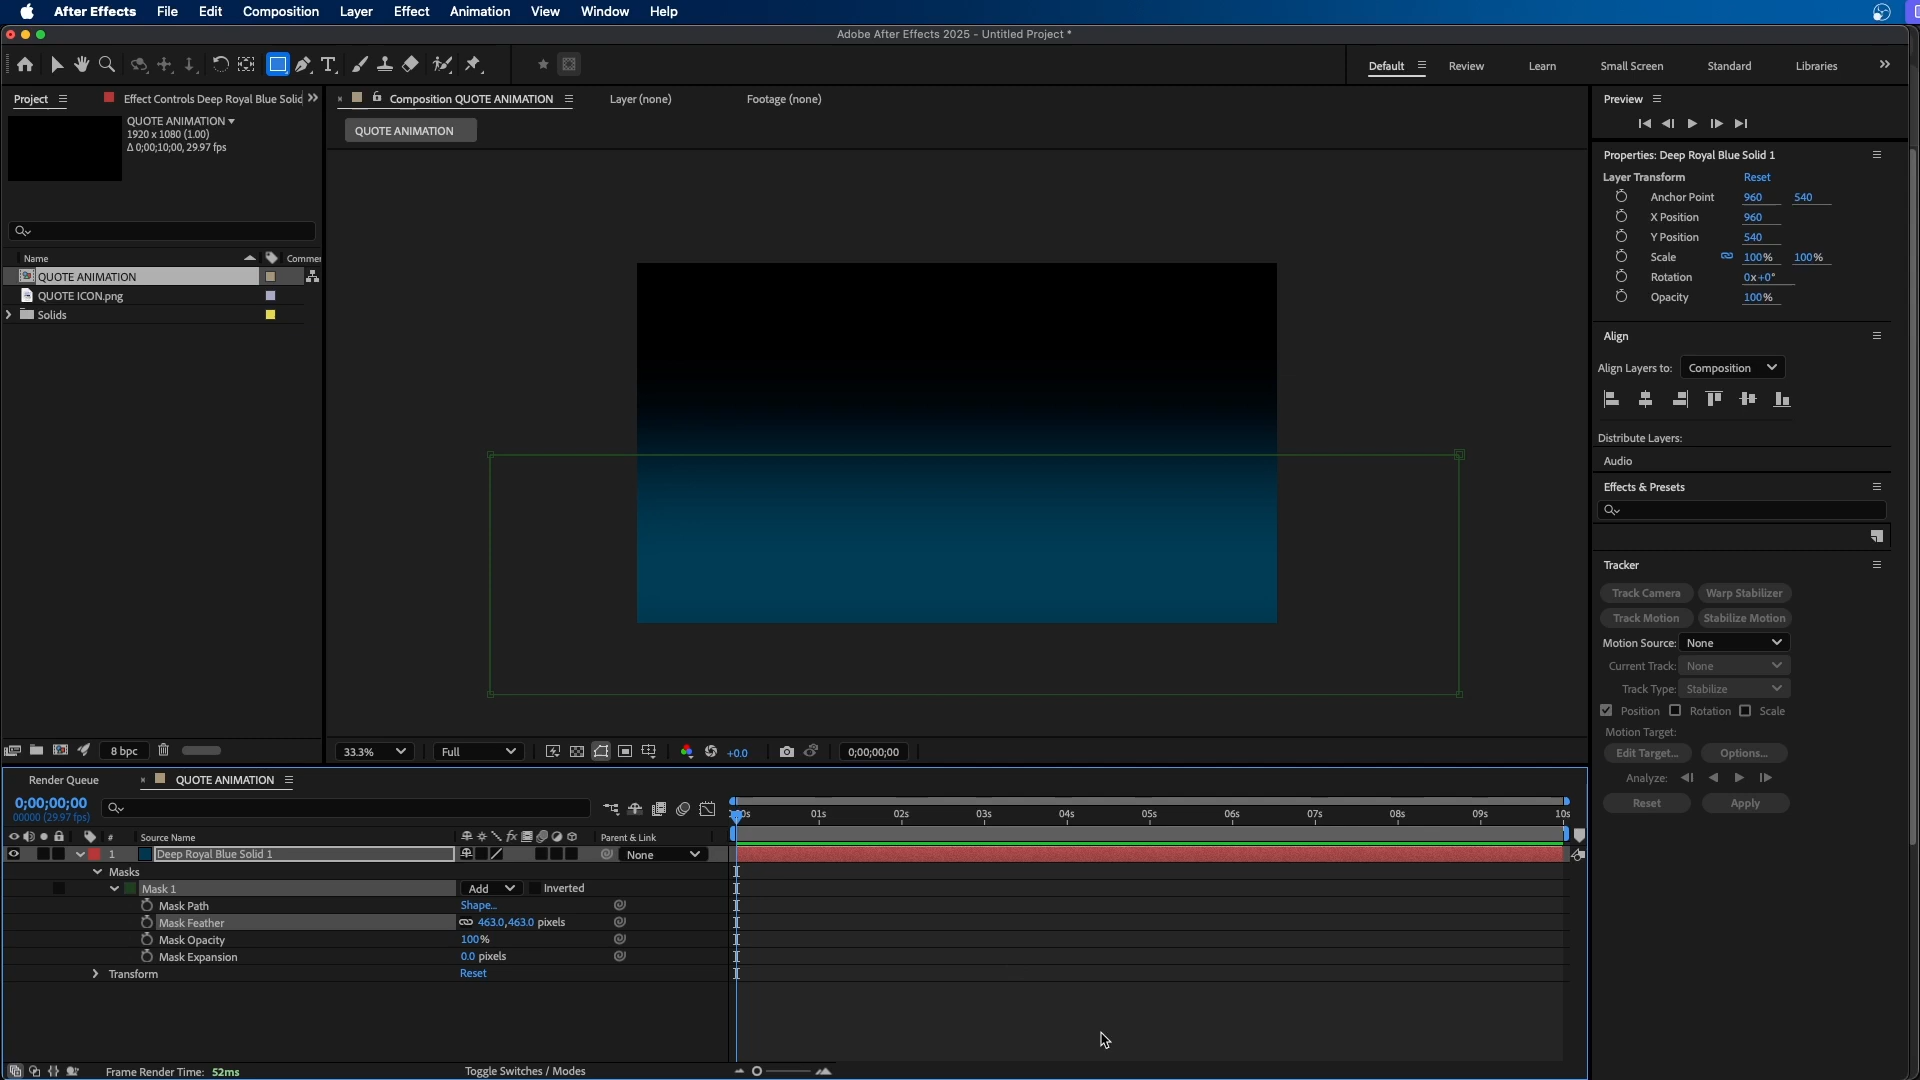 After Effects File Edit Composition Layer Effect Animation View Window Help
Adobe After Effects 2025 - Untitled Project *
Default Review Learn Small Screen Standard Libraries
Project Effect Controls Deep Royal Blue Solid
Composition QUOTE ANIMATION Layer (none) Footage (none)
QUOTE ANIMATION
QUOTE ANIMATION
1920 x 1080 (1.00)
Δ 0;00;10;00, 29.97 fps
Name Comme
QUOTE ANIMATION
QUOTE ICON.png
Solids
8 bpc
33.3% Full +0.0 0;00;00;00
Preview
Properties: Deep Royal Blue Solid 1
Layer Transform Reset
Anchor Point 960 540
X Position 960
Y Position 540
Scale 100% 100%
Rotation 0x+0°
Opacity 100%
Align
Align Layers to: Composition
Distribute Layers:
Audio
Effects & Presets
Tracker
Track Camera Warp Stabilizer
Track Motion Stabilize Motion
Motion Source: None
Current Track: None
Track Type: Stabilize
Position Rotation Scale
Motion Target:
Edit Target... Options...
Analyze:
Reset Apply
Render Queue QUOTE ANIMATION
0;00;00;00
00000 (29.97 fps)
0s 01s 02s 03s 04s 05s 06s 07s 08s 09s 10s
# Source Name fx Parent & Link
1 Deep Royal Blue Solid 1 None
Masks
Mask 1 Add Inverted
Mask Path Shape...
Mask Feather 463.0,463.0 pixels
Mask Opacity 100%
Mask Expansion 0.0 pixels
Transform Reset
Frame Render Time: 52ms Toggle Switches / Modes